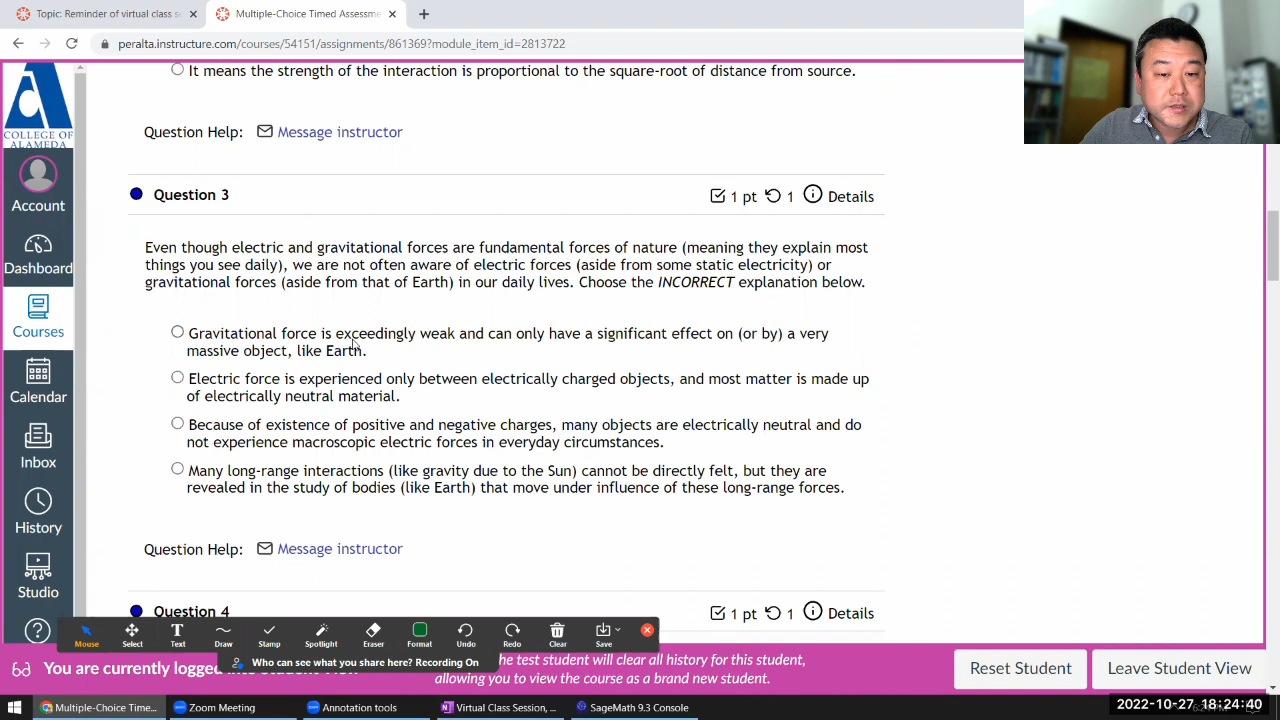 Topic: Reminder of virtual class s
Multiple-Choice Timed Assessme
peralta.instructure.com/courses/54151/assignments/861369?module_item_id=2813722
COLLEGE OF
ALAMEDA
Account
Dashboard
Courses
Calendar
Inbox
History
Studio
It means the strength of the interaction is proportional to the square-root of distance from source.
Question Help: Message instructor
Question 3
1 pt 1 Details
Even though electric and gravitational forces are fundamental forces of nature (meaning they explain most
things you see daily), we are not often aware of electric forces (aside from some static electricity) or
gravitational forces (aside from that of Earth) in our daily lives. Choose the INCORRECT explanation below.
Gravitational force is exceedingly weak and can only have a significant effect on (or by) a very
massive object, like Earth.
Electric force is experienced only between electrically charged objects, and most matter is made up
of electrically neutral material.
Because of existence of positive and negative charges, many objects are electrically neutral and do
not experience macroscopic electric forces in everyday circumstances.
Many long-range interactions (like gravity due to the Sun) cannot be directly felt, but they are
revealed in the study of bodies (like Earth) that move under influence of these long-range forces.
Question Help: Message instructor
Question 4
1 pt 1 Details
Mouse Select Text Draw Stamp Spotlight Eraser Format Undo Redo Clear Save
Who can see what you share here? Recording On
You are currently logged
he test student will clear all history for this student,
allowing you to view the course as a brand new student.
Reset Student
Leave Student View
Multiple-Choice Time...
Zoom Meeting
Annotation tools
Virtual Class Session, ...
SageMath 9.3 Console
2022-10-27 18:24:40